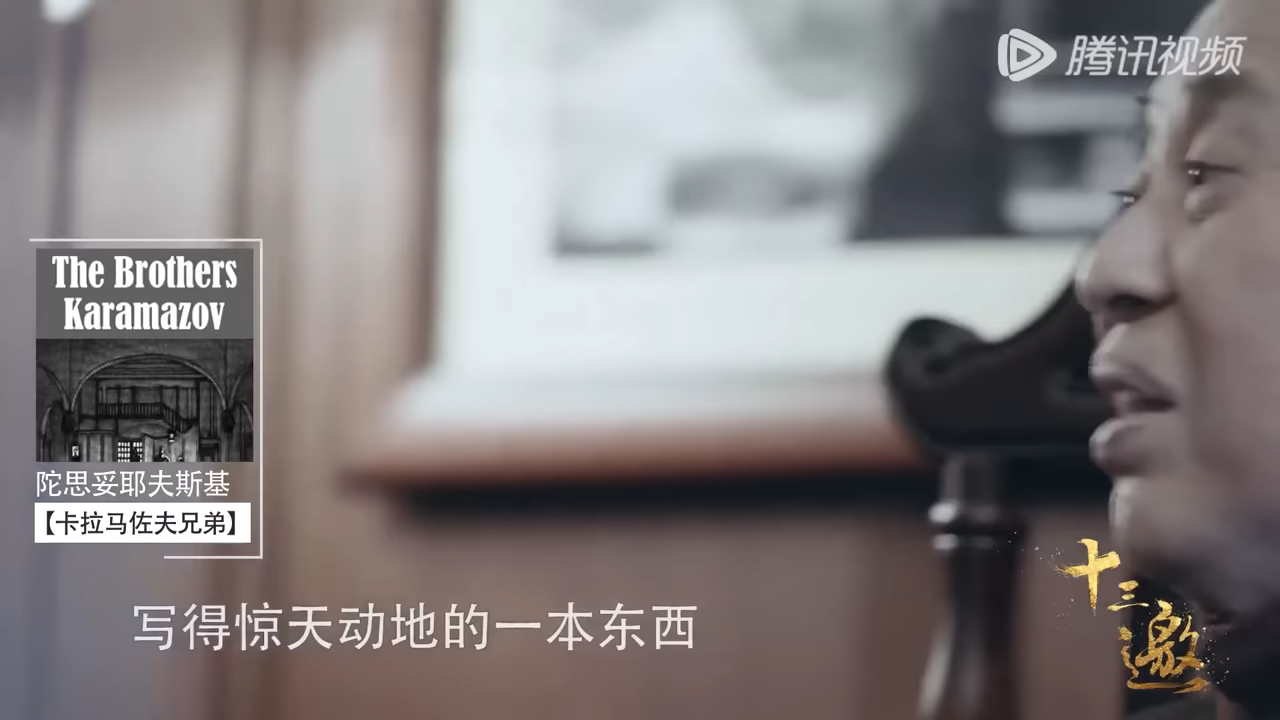 腾讯视频
The Brothers
Karamazov
陀思妥耶夫斯基
【卡拉马佐夫兄弟】
写得惊天动地的一本东西
十三邀